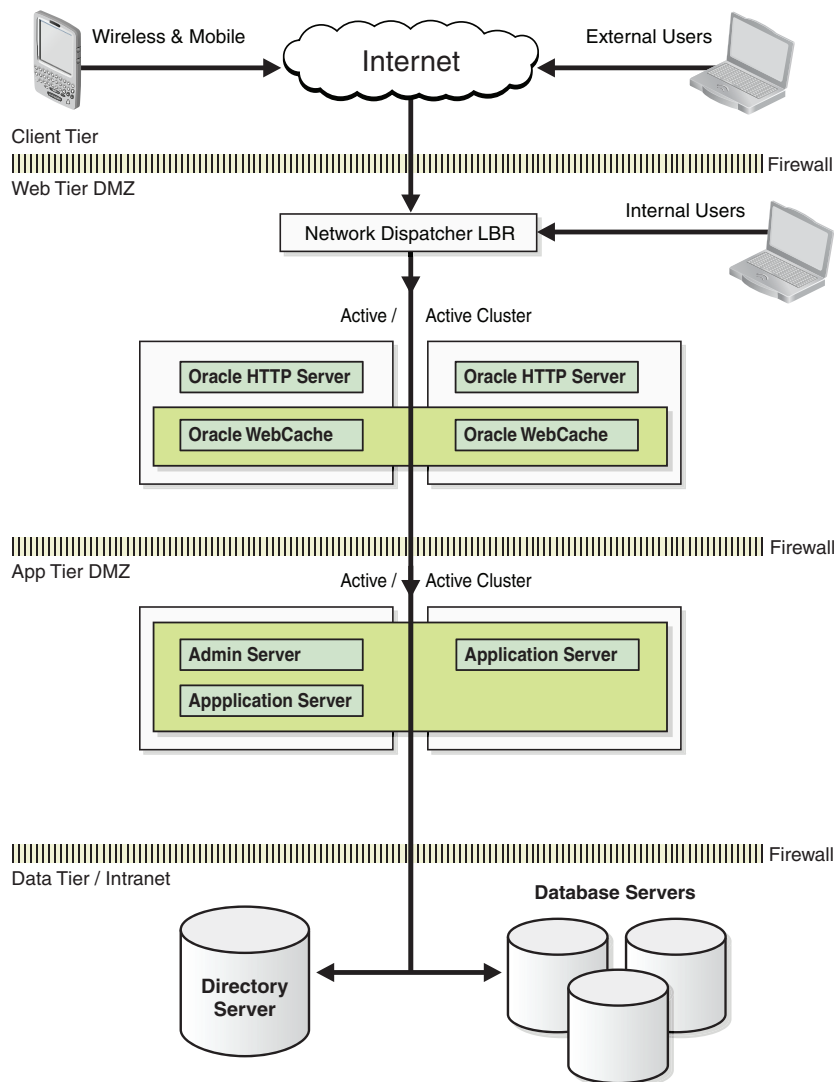 Wireless & Mobile
Internet
External Users
Client Tier
Firewall
Web Tier DMZ
Internal Users
Network Dispatcher LBR
Active / Active Cluster
Oracle HTTP Server
Oracle HTTP Server
Oracle WebCache
Oracle WebCache
Firewall
App Tier DMZ
Active / Active Cluster
Admin Server
Application Server
Appplication Server
Firewall
Data Tier / Intranet
Database Servers
Directory
Server